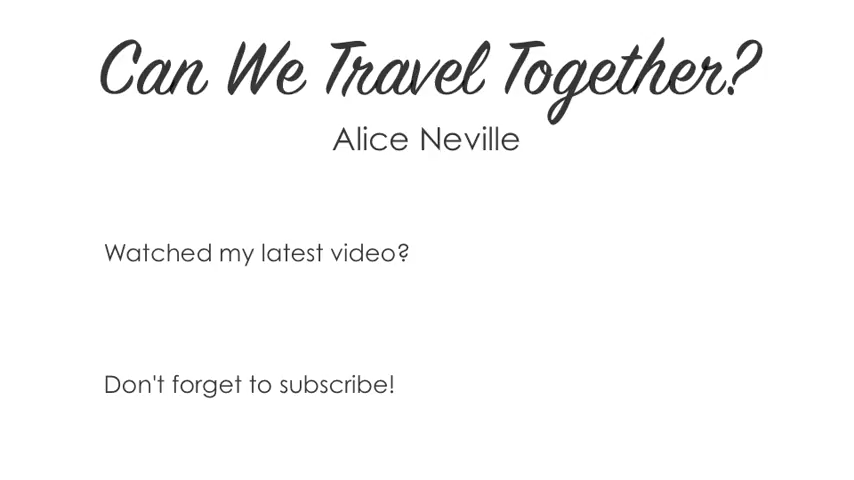 Can We Travel Together?
Alice Neville
Watched my latest video?
Don't forget to subscribe!